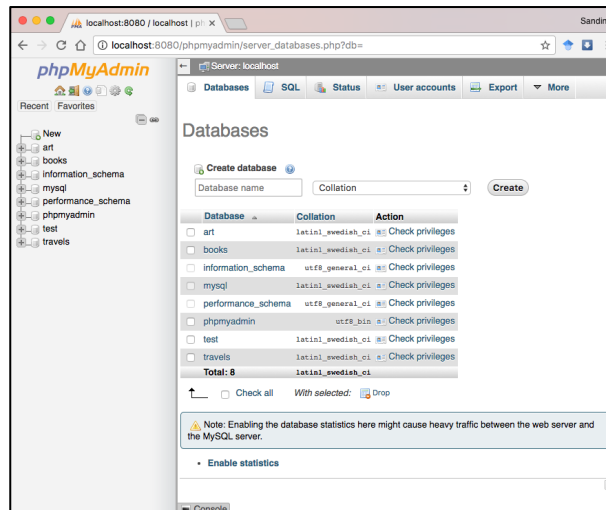 localhost:8080 / localhost | ph
Sandin
localhost:8080/phpmyadmin/server_databases.php?db=
phpMyAdmin
Recent Favorites
New
art
books
information_schema
mysql
performance_schema
phpmyadmin
test
travels
Server: localhost
Databases SQL Status User accounts Export More
Databases
Create database
Database name Collation Create
Database Collation Action
art latin1_swedish_ci Check privileges
books latin1_swedish_ci Check privileges
information_schema utf8_general_ci Check privileges
mysql latin1_swedish_ci Check privileges
performance_schema utf8_general_ci Check privileges
phpmyadmin utf8_bin Check privileges
test latin1_swedish_ci Check privileges
travels latin1_swedish_ci Check privileges
Total: 8 latin1_swedish_ci
Check all With selected: Drop
Note: Enabling the database statistics here might cause heavy traffic between the web server and
the MySQL server.
Enable statistics
Console